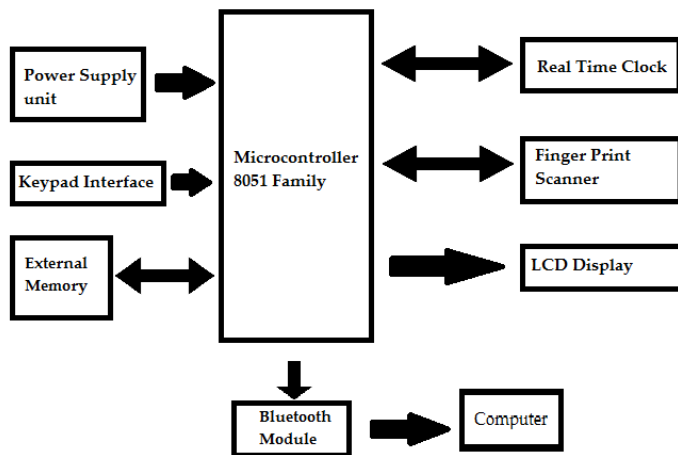 Power Supply
unit
Keypad Interface
External
Memory
Microcontroller
8051 Family
Real Time Clock
Finger Print
Scanner
LCD Display
Bluetooth
Module
Computer